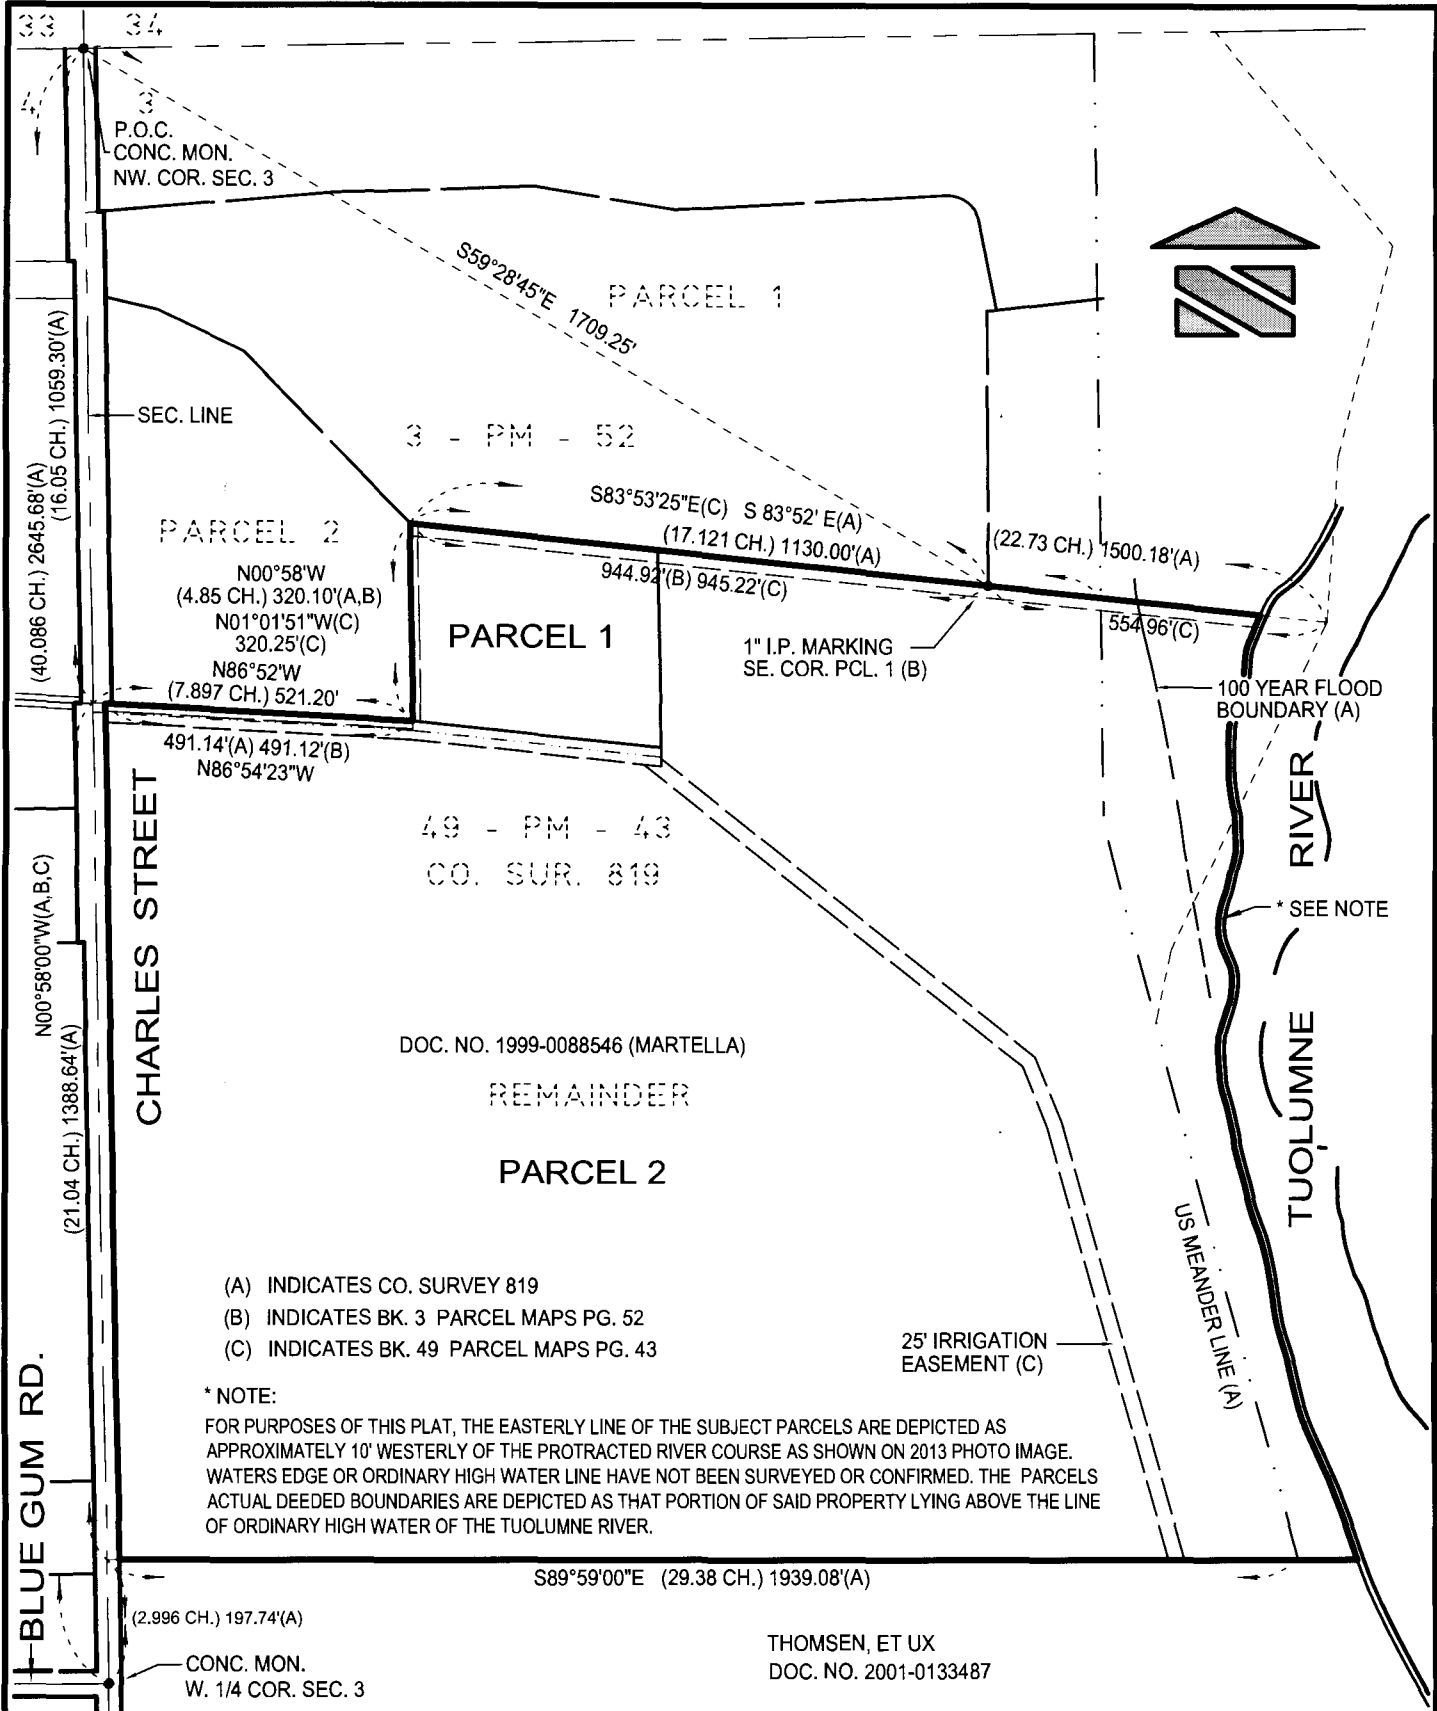 33 34
4 3
P.O.C.
CONC. MON.
NW. COR. SEC. 3
S59°28'45"E 1709.25'
PARCEL 1
(16.05 CH.) 1059.30'(A)
(40.086 CH.) 2645.68'(A)
SEC. LINE
3 - PM - 52
PARCEL 2
S83°53'25"E(C) S 83°52' E(A)
(17.121 CH.) 1130.00'(A)
(22.73 CH.) 1500.18'(A)
944.92'(B) 945.22'(C)
554.96'(C)
N00°58'W
(4.85 CH.) 320.10'(A,B)
N01°01'51"W(C)
320.25'(C)
N86°52'W
(7.897 CH.) 521.20'
PARCEL 1
1" I.P. MARKING
SE. COR. PCL. 1 (B)
100 YEAR FLOOD
BOUNDARY (A)
491.14'(A) 491.12'(B)
N86°54'23"W
CHARLES STREET
49 - PM - 43
CO. SUR. 819
TUOLUMNE RIVER
* SEE NOTE
N00°58'00"W(A,B,C)
(21.04 CH.) 1388.64'(A)
DOC. NO. 1999-0088546 (MARTELLA)
REMAINDER
PARCEL 2
US MEANDER LINE (A)
(A) INDICATES CO. SURVEY 819
(B) INDICATES BK. 3 PARCEL MAPS PG. 52
(C) INDICATES BK. 49 PARCEL MAPS PG. 43
25' IRRIGATION
EASEMENT (C)
BLUE GUM RD.
* NOTE:
FOR PURPOSES OF THIS PLAT, THE EASTERLY LINE OF THE SUBJECT PARCELS ARE DEPICTED AS
APPROXIMATELY 10' WESTERLY OF THE PROTRACTED RIVER COURSE AS SHOWN ON 2013 PHOTO IMAGE.
WATERS EDGE OR ORDINARY HIGH WATER LINE HAVE NOT BEEN SURVEYED OR CONFIRMED. THE PARCELS
ACTUAL DEEDED BOUNDARIES ARE DEPICTED AS THAT PORTION OF SAID PROPERTY LYING ABOVE THE LINE
OF ORDINARY HIGH WATER OF THE TUOLUMNE RIVER.
S89°59'00"E (29.38 CH.) 1939.08'(A)
(2.996 CH.) 197.74'(A)
CONC. MON.
W. 1/4 COR. SEC. 3
THOMSEN, ET UX
DOC. NO. 2001-0133487